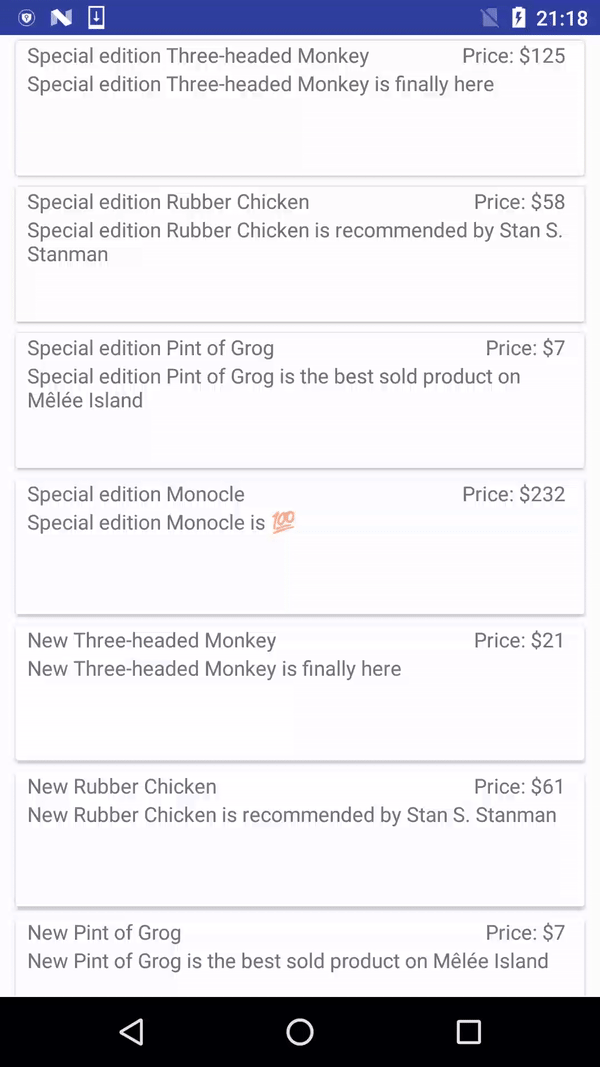 21:18
Special edition Three-headed Monkey Price: $125
Special edition Three-headed Monkey is finally here
Special edition Rubber Chicken Price: $58
Special edition Rubber Chicken is recommended by Stan S.
Stanman
Special edition Pint of Grog Price: $7
Special edition Pint of Grog is the best sold product on
Mêlée Island
Special edition Monocle Price: $232
Special edition Monocle is 💯
New Three-headed Monkey Price: $21
New Three-headed Monkey is finally here
New Rubber Chicken Price: $61
New Rubber Chicken is recommended by Stan S. Stanman
New Pint of Grog Price: $7
New Pint of Grog is the best sold product on Mêlée Island